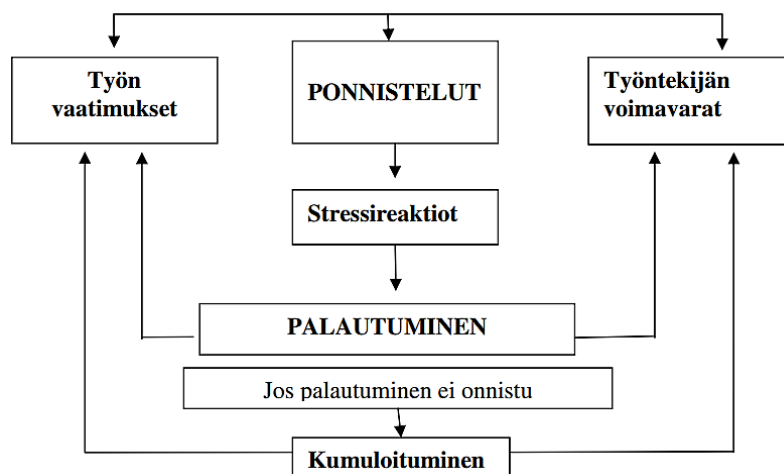 Työn
vaatimukset
PONNISTELUT
Työntekijän
voimavarat
Stressireaktiot
PALAUTUMINEN
Jos palautuminen ei onnistu
Kumuloituminen